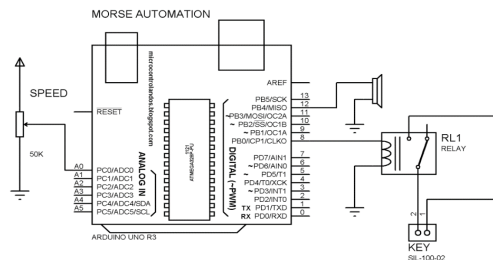 MORSE AUTOMATION
SPEED
50K
microcontrolandos.blogspot.com
RESET
AREF
PB5/SCK 13
PB4/MISO 12
~PB3/MOSI/OC2A 11
~ PB2/SS/OC1B 10
~ PB1/OC1A 9
PB0/ICP1/CLKO 8
1121
ATMEGA328P-PU
ANALOG IN
DIGITAL (~PWM)
A0 PC0/ADC0
A1 PC1/ADC1
A2 PC2/ADC2
A3 PC3/ADC3
A4 PC4/ADC4/SDA
A5 PC5/ADC5/SCL
PD7/AIN1 7
~ PD6/AIN0 6
~ PD5/T1 5
PD4/T0/XCK 4
~ PD3/INT1 3
PD2/INT0 2
TX PD1/TXD 1
RX PD0/RXD 0
ARDUINO UNO R3
RL1
RELAY
2
1
KEY
SIL-100-02